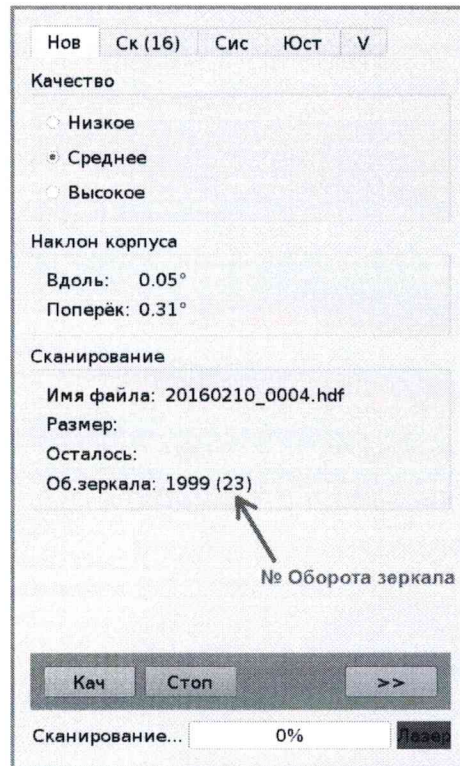 Нов Ск (16) Сис Юст V
Качество
Низкое
Среднее
Высокое
Наклон корпуса
Вдоль: 0.05°
Поперёк: 0.31°
Сканирование
Имя файла: 20160210_0004.hdf
Размер:
Осталось:
Об.зеркала: 1999 (23)
№ Оборота зеркала
Кач Стоп >>
Сканирование... 0% Лазер